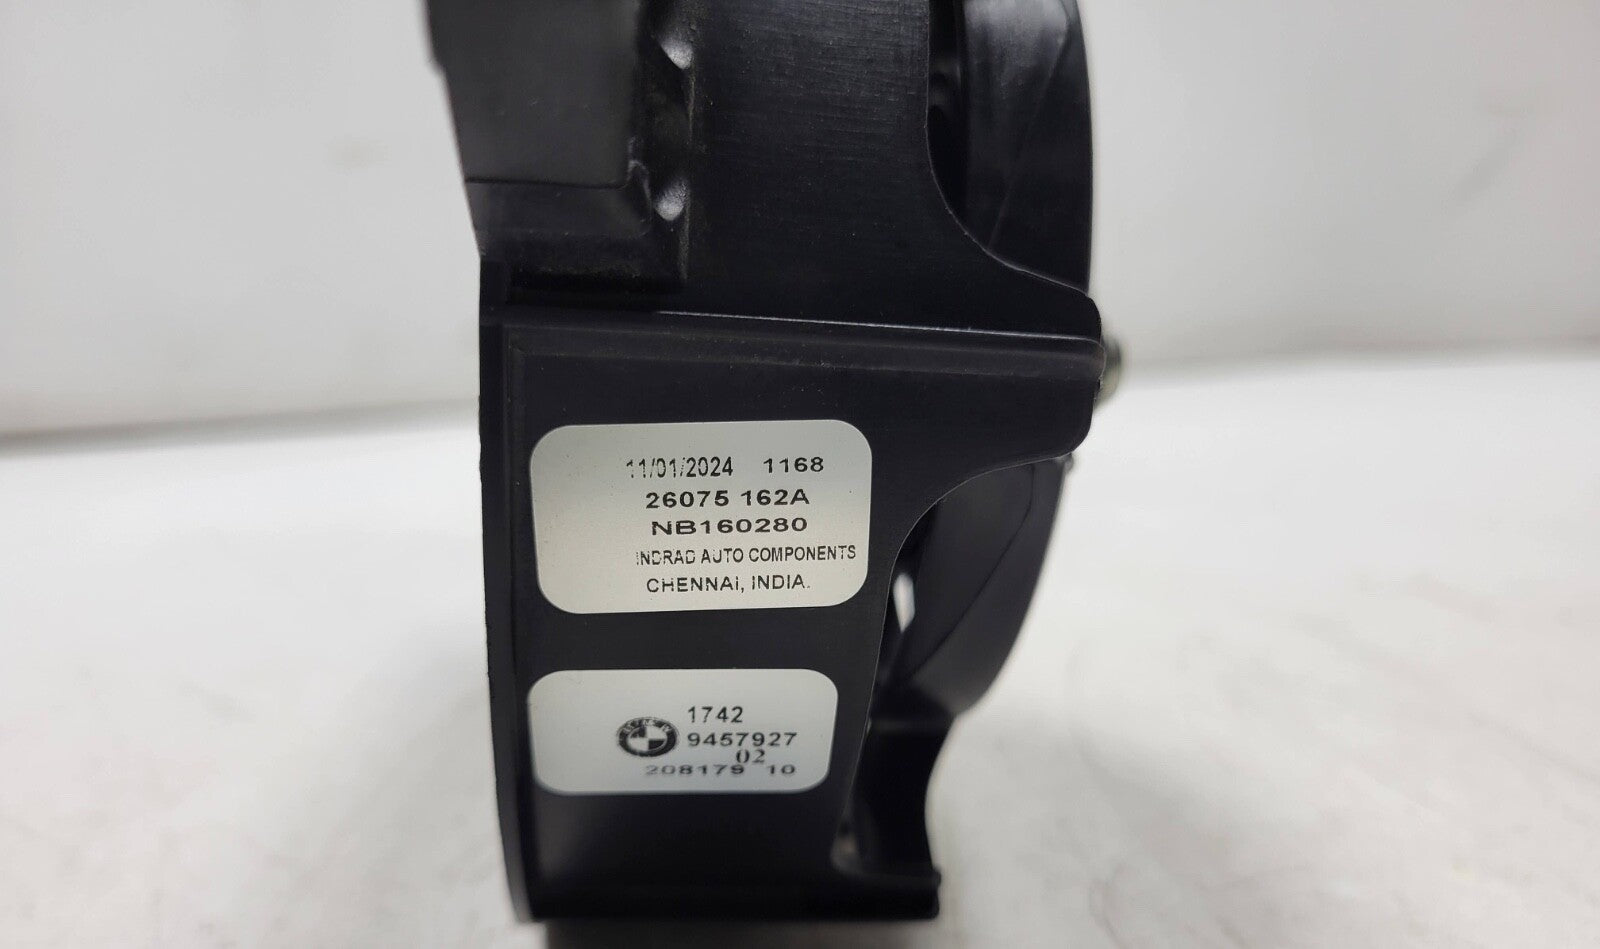 11/01/2024 1168
26075 162A
NB160280
INDRAD AUTO COMPONENTS
CHENNAI, INDIA.
1742
9457927
02
208179 10